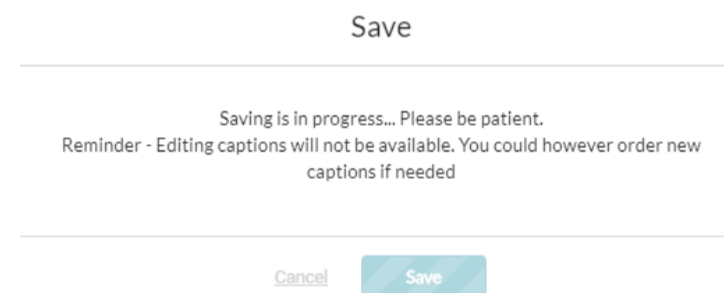 Save
Saving is in progress... Please be patient.
Reminder - Editing captions will not be available. You could however order new
captions if needed
Cancel
Save